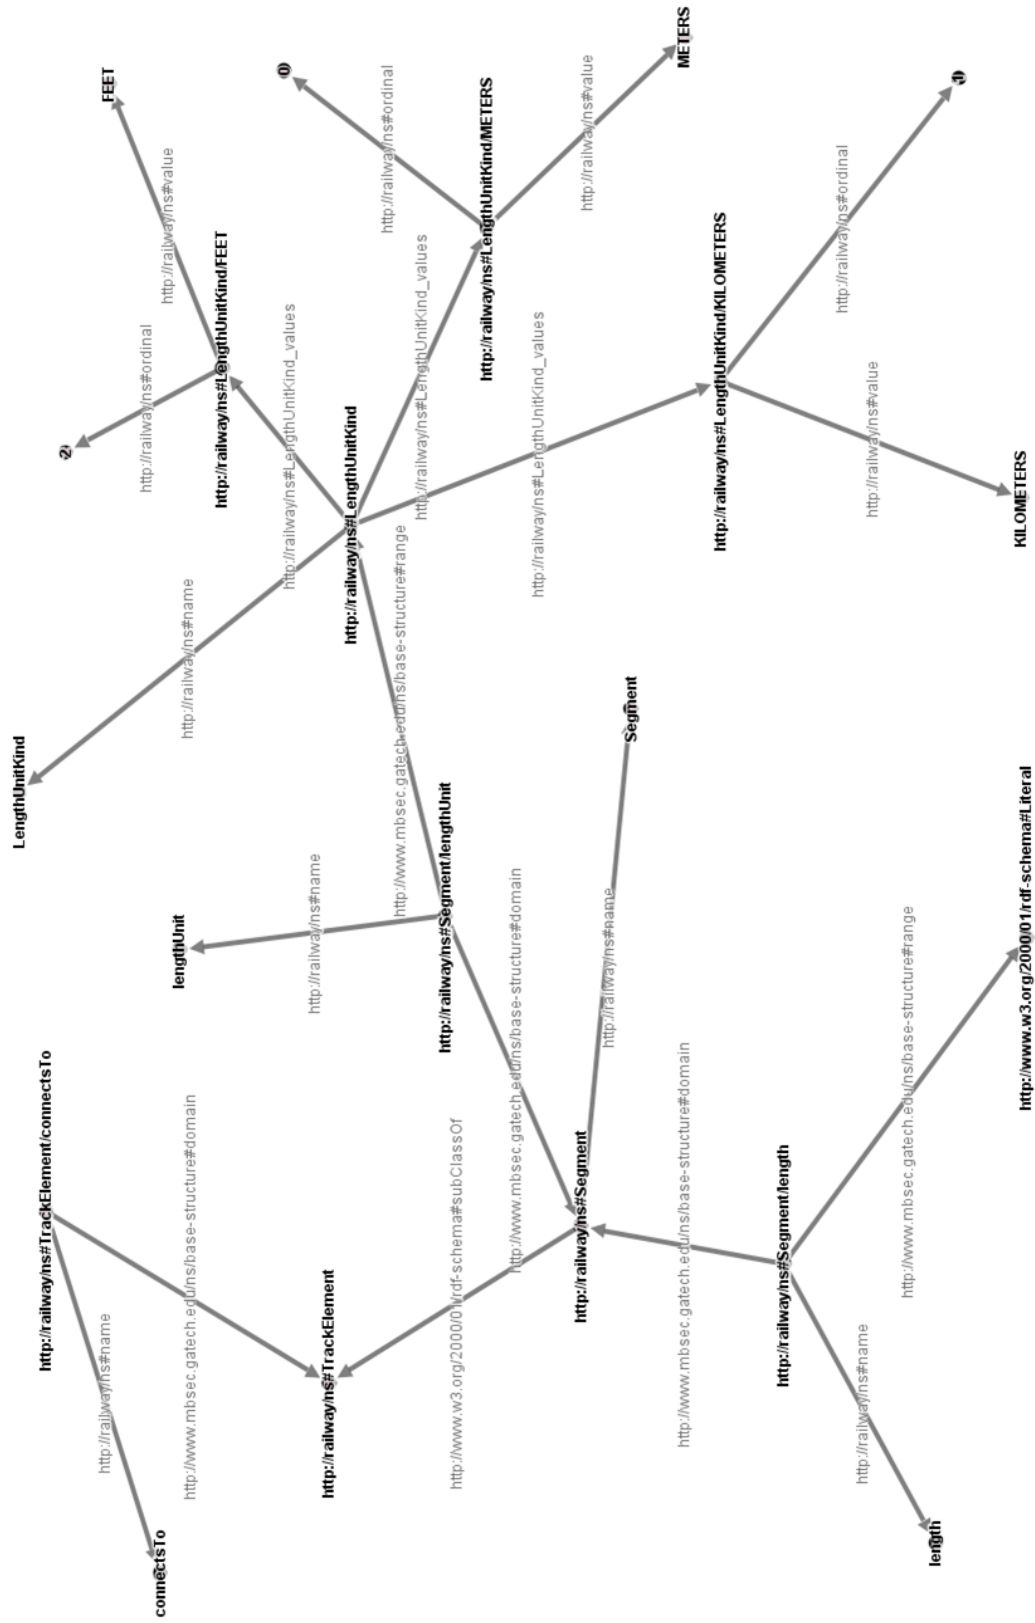 LengthUnitKind
http://railway/ns#TrackElement/connectsTo
2
http://railway/ns#name
FEET
http://railway/ns#ordinal
connectsTo
http://railway/ns#value
lengthUnit
http://railway/ns#name
http://www.mbsec.gatech.edu/ns/base-structure#domain
http://railway/ns#LengthUnitKind/FEET
0
http://railway/ns#LengthUnitKind_values
http://railway/ns#name
http://railway/ns#TrackElement
http://railway/ns#LengthUnitKind
http://railway/ns#ordinal
http://www.mbsec.gatech.edu/ns/base-structure#range
http://railway/ns#LengthUnitKind_values
http://railway/ns#Segment/lengthUnit
http://www.w3.org/2000/01/rdf-schema#subClassOf
http://railway/ns#LengthUnitKind/METERS
http://www.mbsec.gatech.edu/ns/base-structure#domain
http://railway/ns#LengthUnitKind_values
http://railway/ns#Segment
http://railway/ns#value
http://railway/ns#name
Segment
http://www.mbsec.gatech.edu/ns/base-structure#domain
METERS
http://railway/ns#LengthUnitKind/KILOMETERS
http://railway/ns#Segment/length
http://railway/ns#ordinal
http://railway/ns#name
http://railway/ns#value
http://www.mbsec.gatech.edu/ns/base-structure#range
length
1
KILOMETERS
http://www.w3.org/2000/01/rdf-schema#Literal